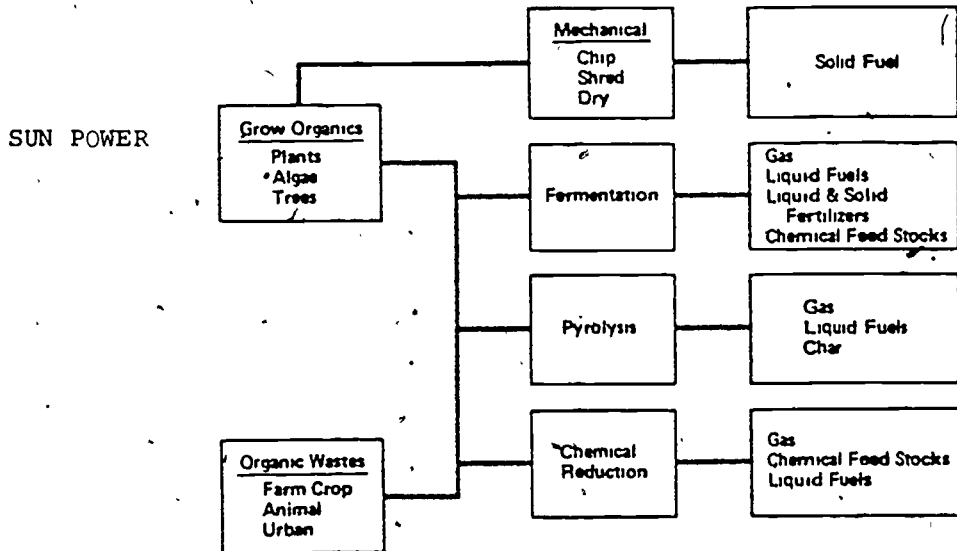 SUN POWER
Grow Organics
Plants
Algae
Trees
Organic Wastes
Farm Crop
Animal
Urban
Mechanical
Chip
Shred
Dry
Solid Fuel
Fermentation
Gas
Liquid Fuels
Liquid & Solid
Fertilizers
Chemical Feed Stocks
Pyrolysis
Gas
Liquid Fuels
Char
Chemical
Reduction
Gas
Chemical Feed Stocks
Liquid Fuels